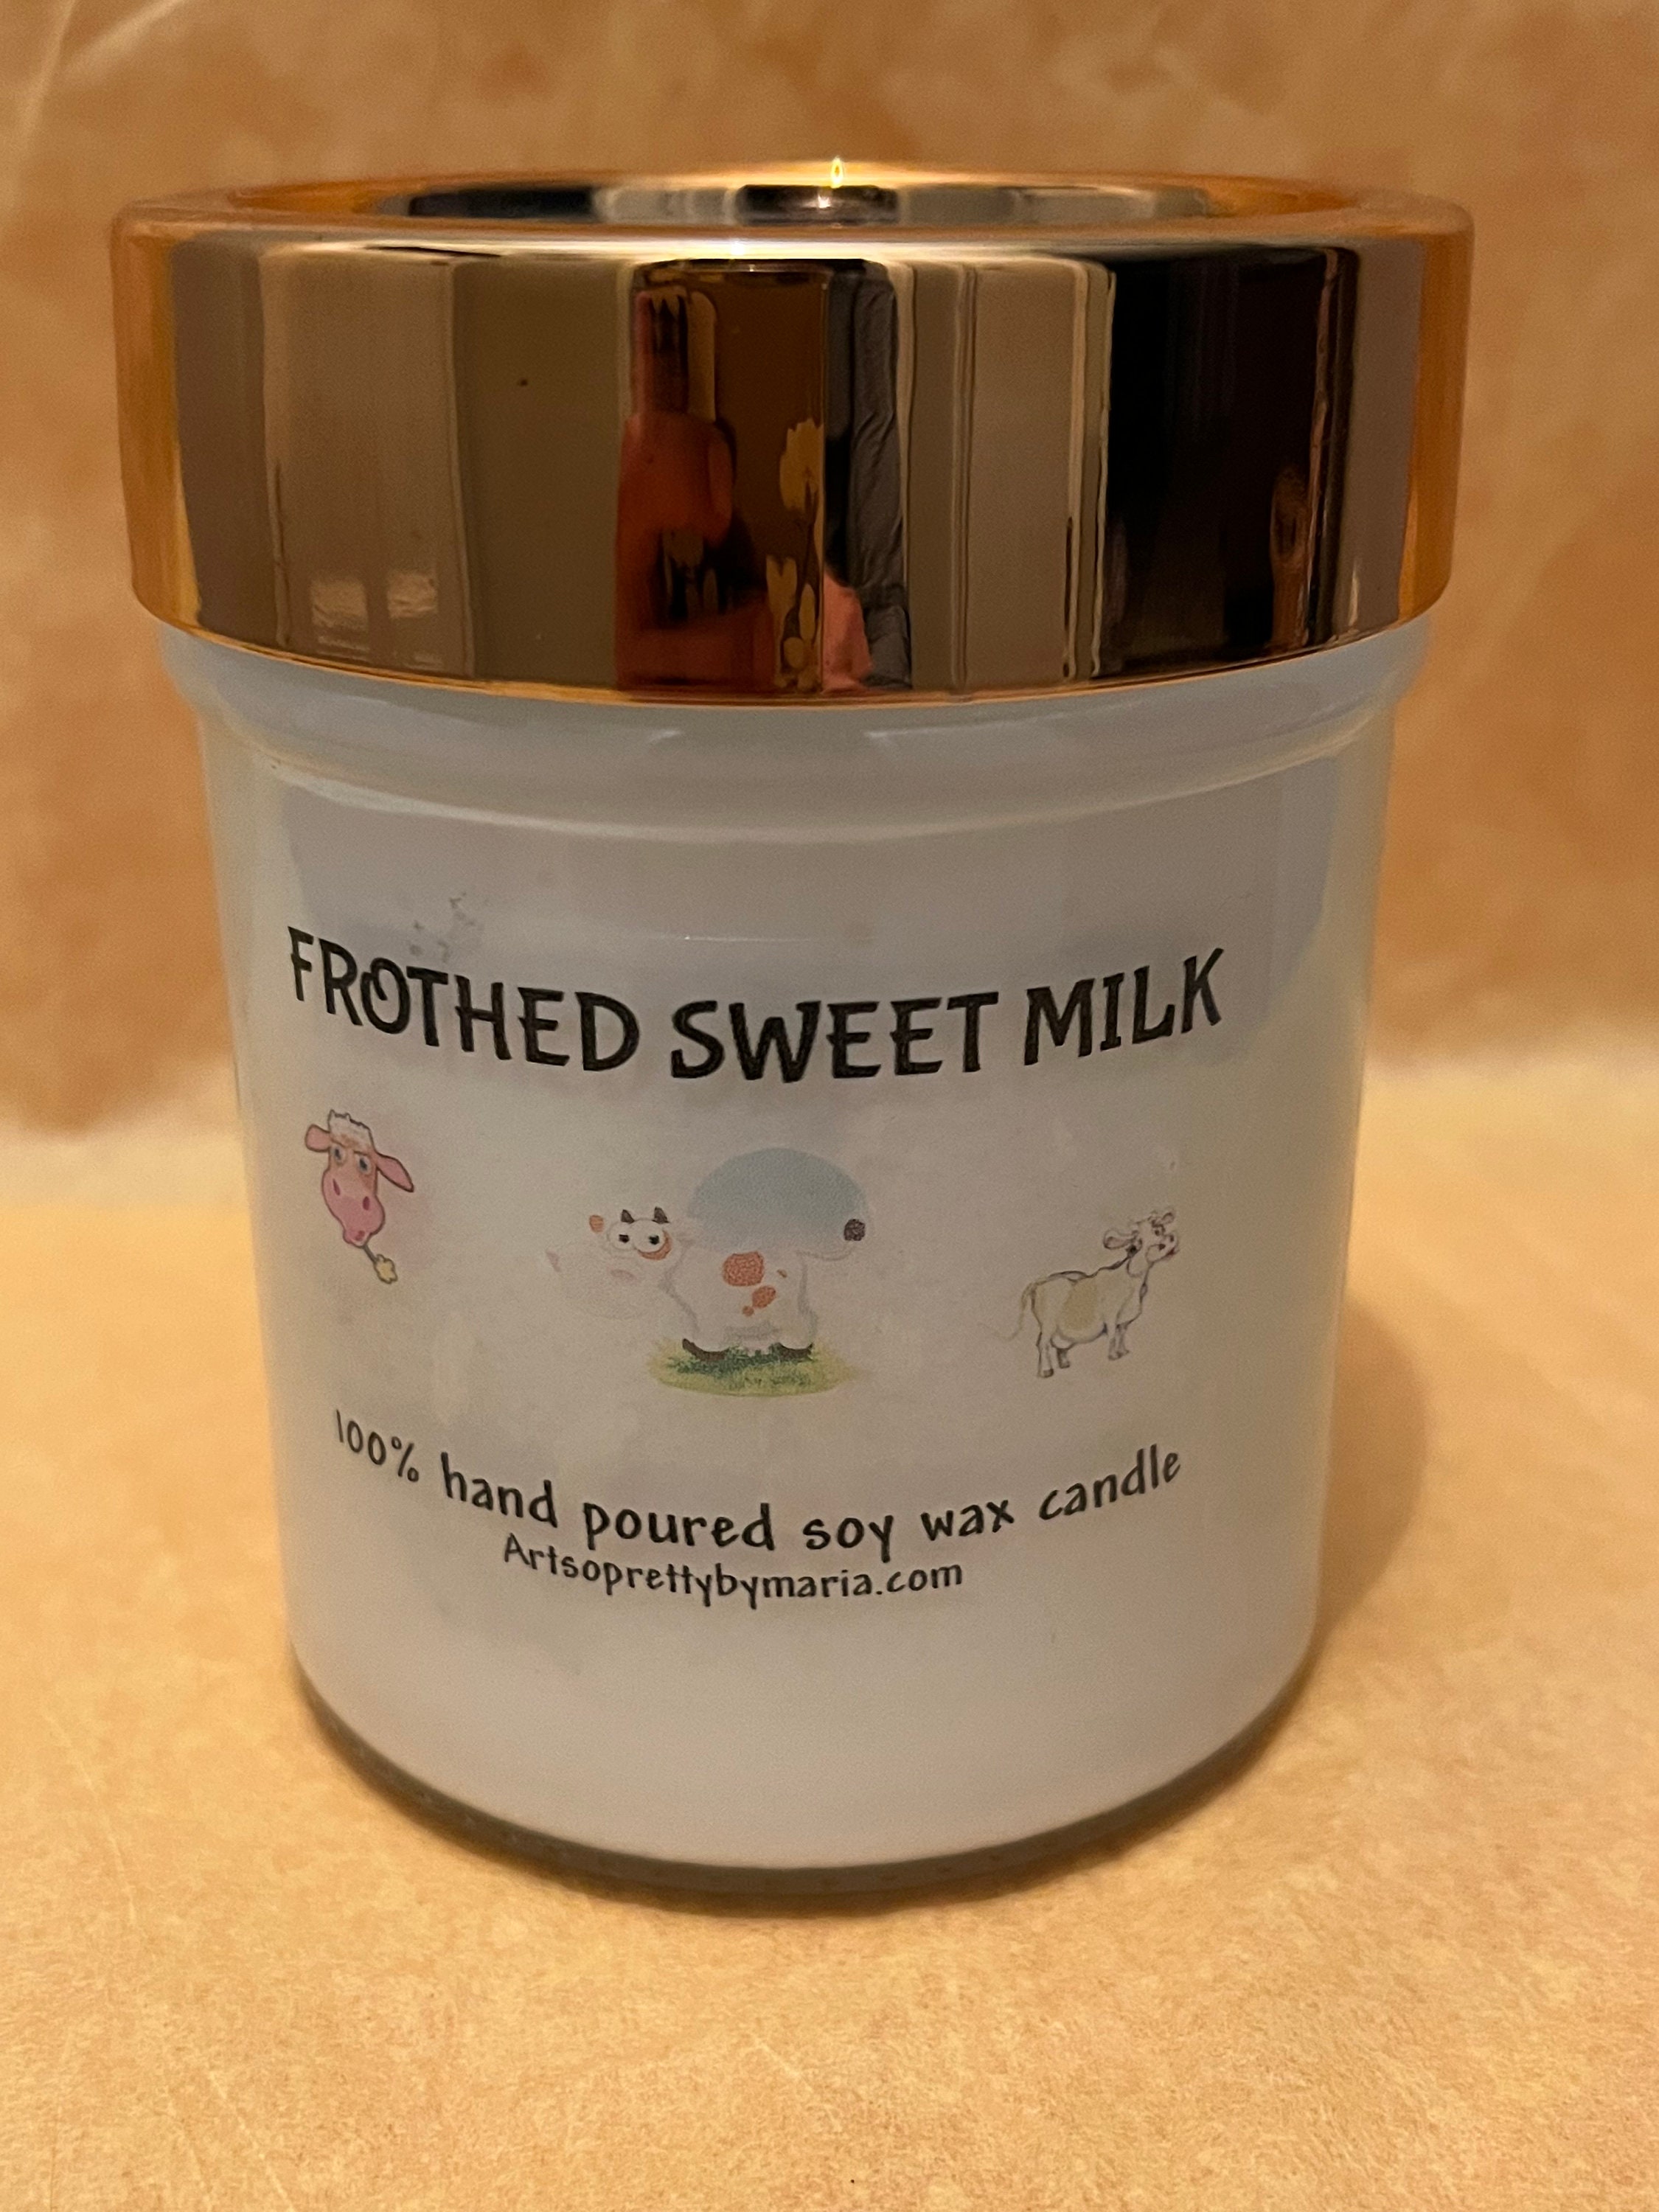 FROTHED SWEET MILK
100% hand poured soy wax candle
Artsoprettybymaria.com